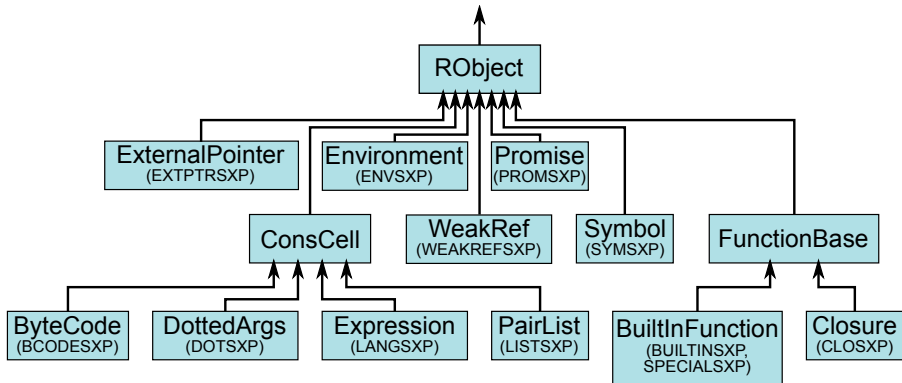 RObject
ExternalPointer
(EXTPTRSXP)
Environment
(ENVSXP)
Promise
(PROMSXP)
ConsCell
WeakRef
(WEAKREFSXP)
Symbol
(SYMSXP)
FunctionBase
ByteCode
(BCODESXP)
DottedArgs
(DOTSXP)
Expression
(LANGSXP)
PairList
(LISTSXP)
BuiltInFunction
(BUILTINSXP,
SPECIALSXP)
Closure
(CLOSXP)